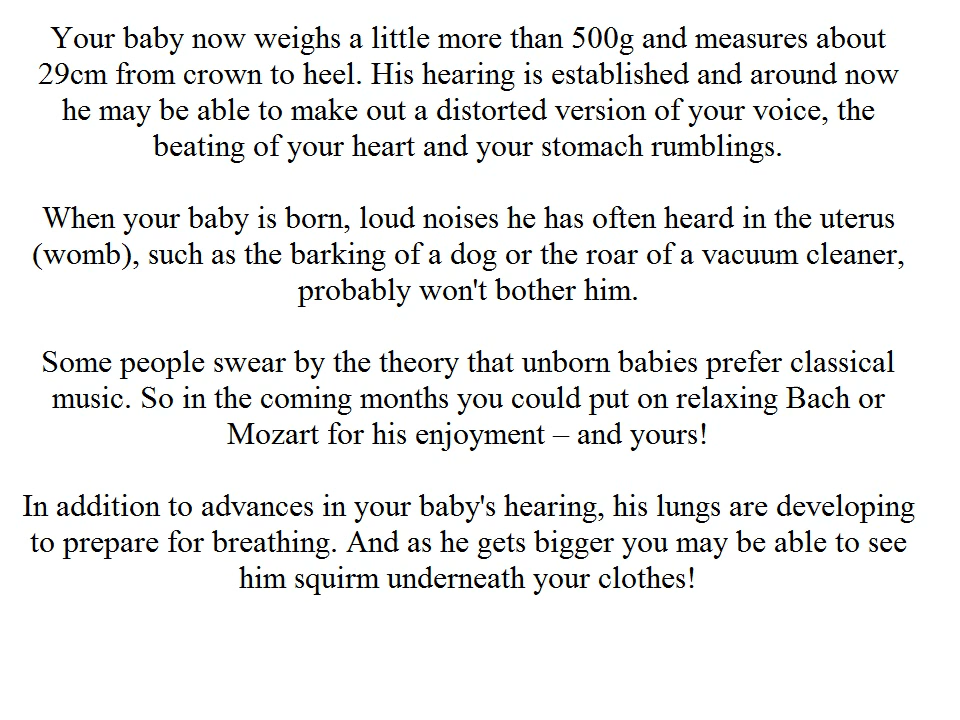 Your baby now weighs a little more than 500g and measures about
29cm from crown to heel. His hearing is established and around now
he may be able to make out a distorted version of your voice, the
beating of your heart and your stomach rumblings.
When your baby is born, loud noises he has often heard in the uterus
(womb), such as the barking of a dog or the roar of a vacuum cleaner,
probably won't bother him.
Some people swear by the theory that unborn babies prefer classical
music. So in the coming months you could put on relaxing Bach or
Mozart for his enjoyment – and yours!
In addition to advances in your baby's hearing, his lungs are developing
to prepare for breathing. And as he gets bigger you may be able to see
him squirm underneath your clothes!